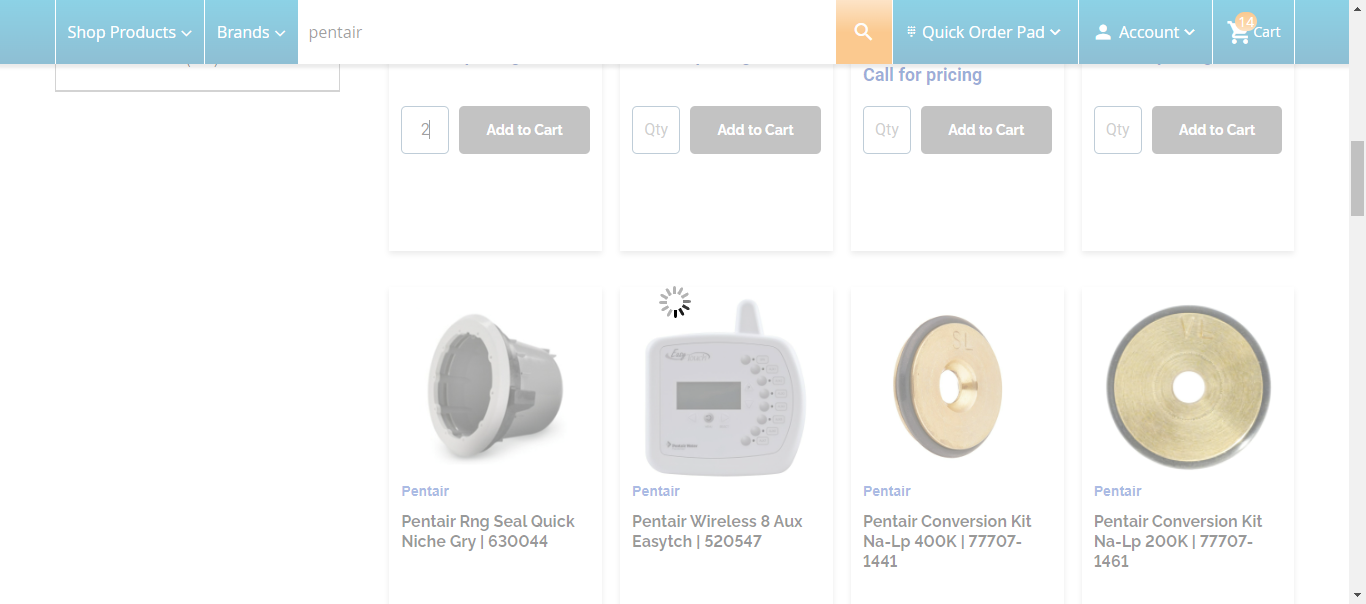 Shop Products
Brands
pentair
Quick Order Pad
Account
14
Cart
Call for pricing
2
Add to Cart
Qty
Add to Cart
Qty
Add to Cart
Qty
Add to Cart
Pentair
Pentair Rng Seal Quick
Niche Gry | 630044
Pentair
Pentair Wireless 8 Aux
Easytch | 520547
SL
Pentair
Pentair Conversion Kit
Na-Lp 400K | 77707-
1441
Pentair
Pentair Conversion Kit
Na-Lp 200K | 77707-
1461